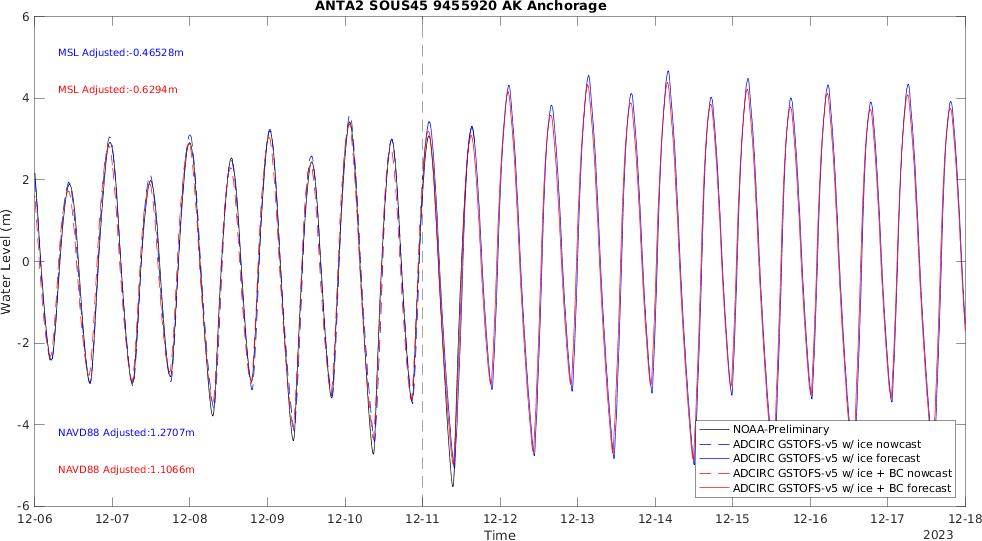 ANTA2 SOUS45 9455920 AK Anchorage
6
4
2
0
-2
-4
-6
Water Level (m)
MSL Adjusted:-0.46528m
MSL Adjusted:-0.6294m
NAVD88 Adjusted:1.2707m
NAVD88 Adjusted:1.1066m
NOAA-Preliminary
ADCIRC GSTOFS-v5 w/ ice nowcast
ADCIRC GSTOFS-v5 w/ ice forecast
ADCIRC GSTOFS-v5 w/ ice + BC nowcast
ADCIRC GSTOFS-v5 w/ ice + BC forecast
12-06 12-07 12-08 12-09 12-10 12-11 12-12 12-13 12-14 12-15 12-16 12-17 12-18
Time
2023